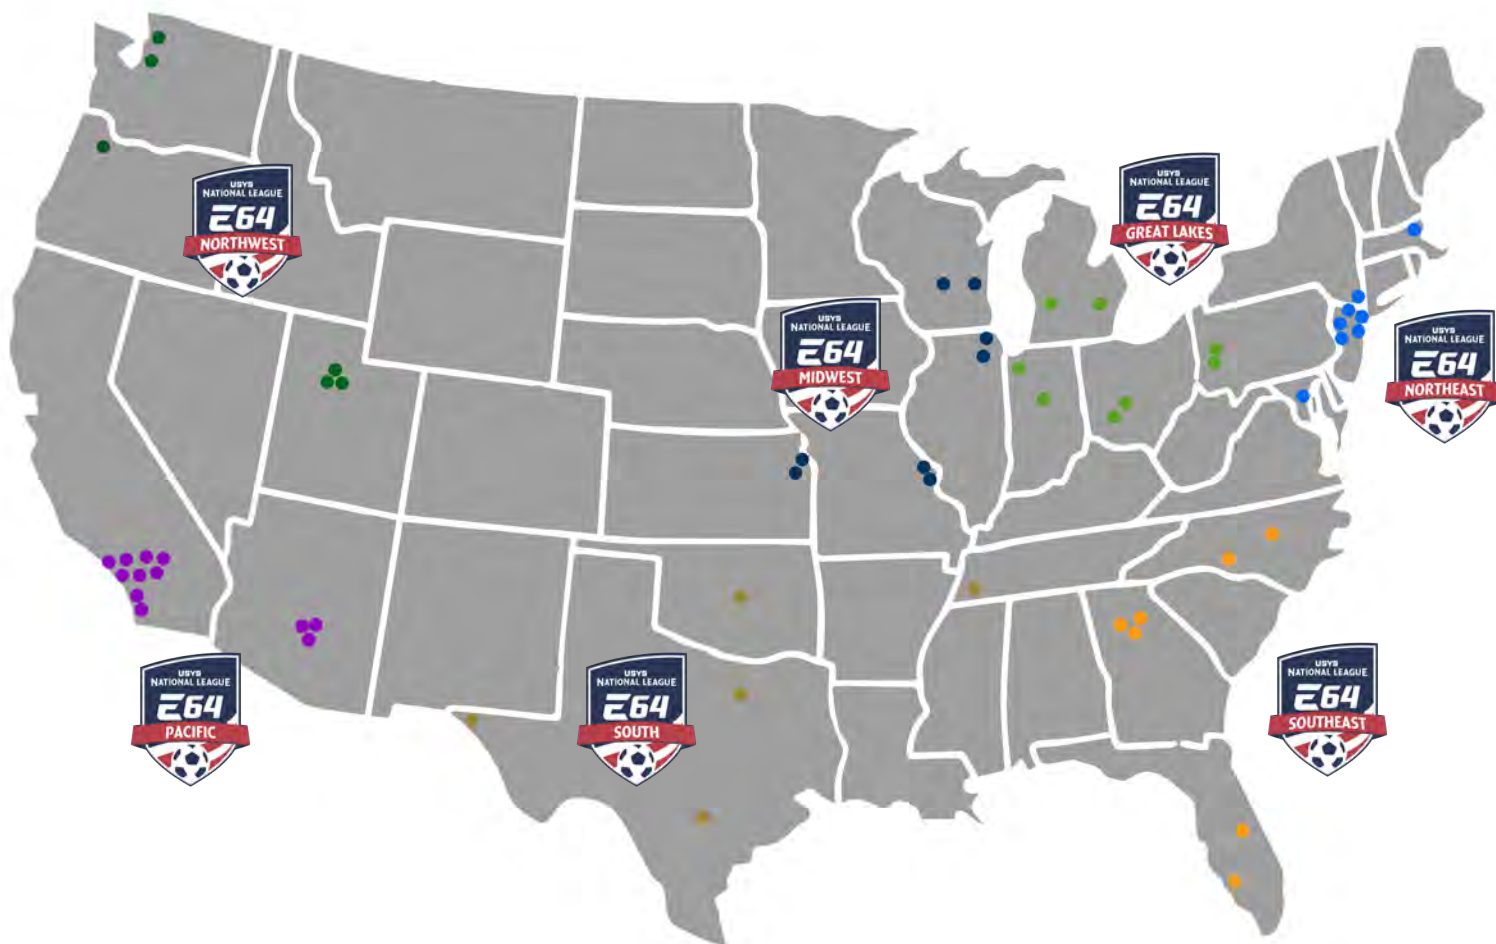 USYS
NATIONAL LEAGUE
E64
NORTHWEST
USYS
NATIONAL LEAGUE
E64
GREAT LAKES
USYS
NATIONAL LEAGUE
E64
MIDWEST
USYS
NATIONAL LEAGUE
E64
NORTHEAST
USYS
NATIONAL LEAGUE
E64
PACIFIC
USYS
NATIONAL LEAGUE
E64
SOUTH
USYS
NATIONAL LEAGUE
E64
SOUTHEAST